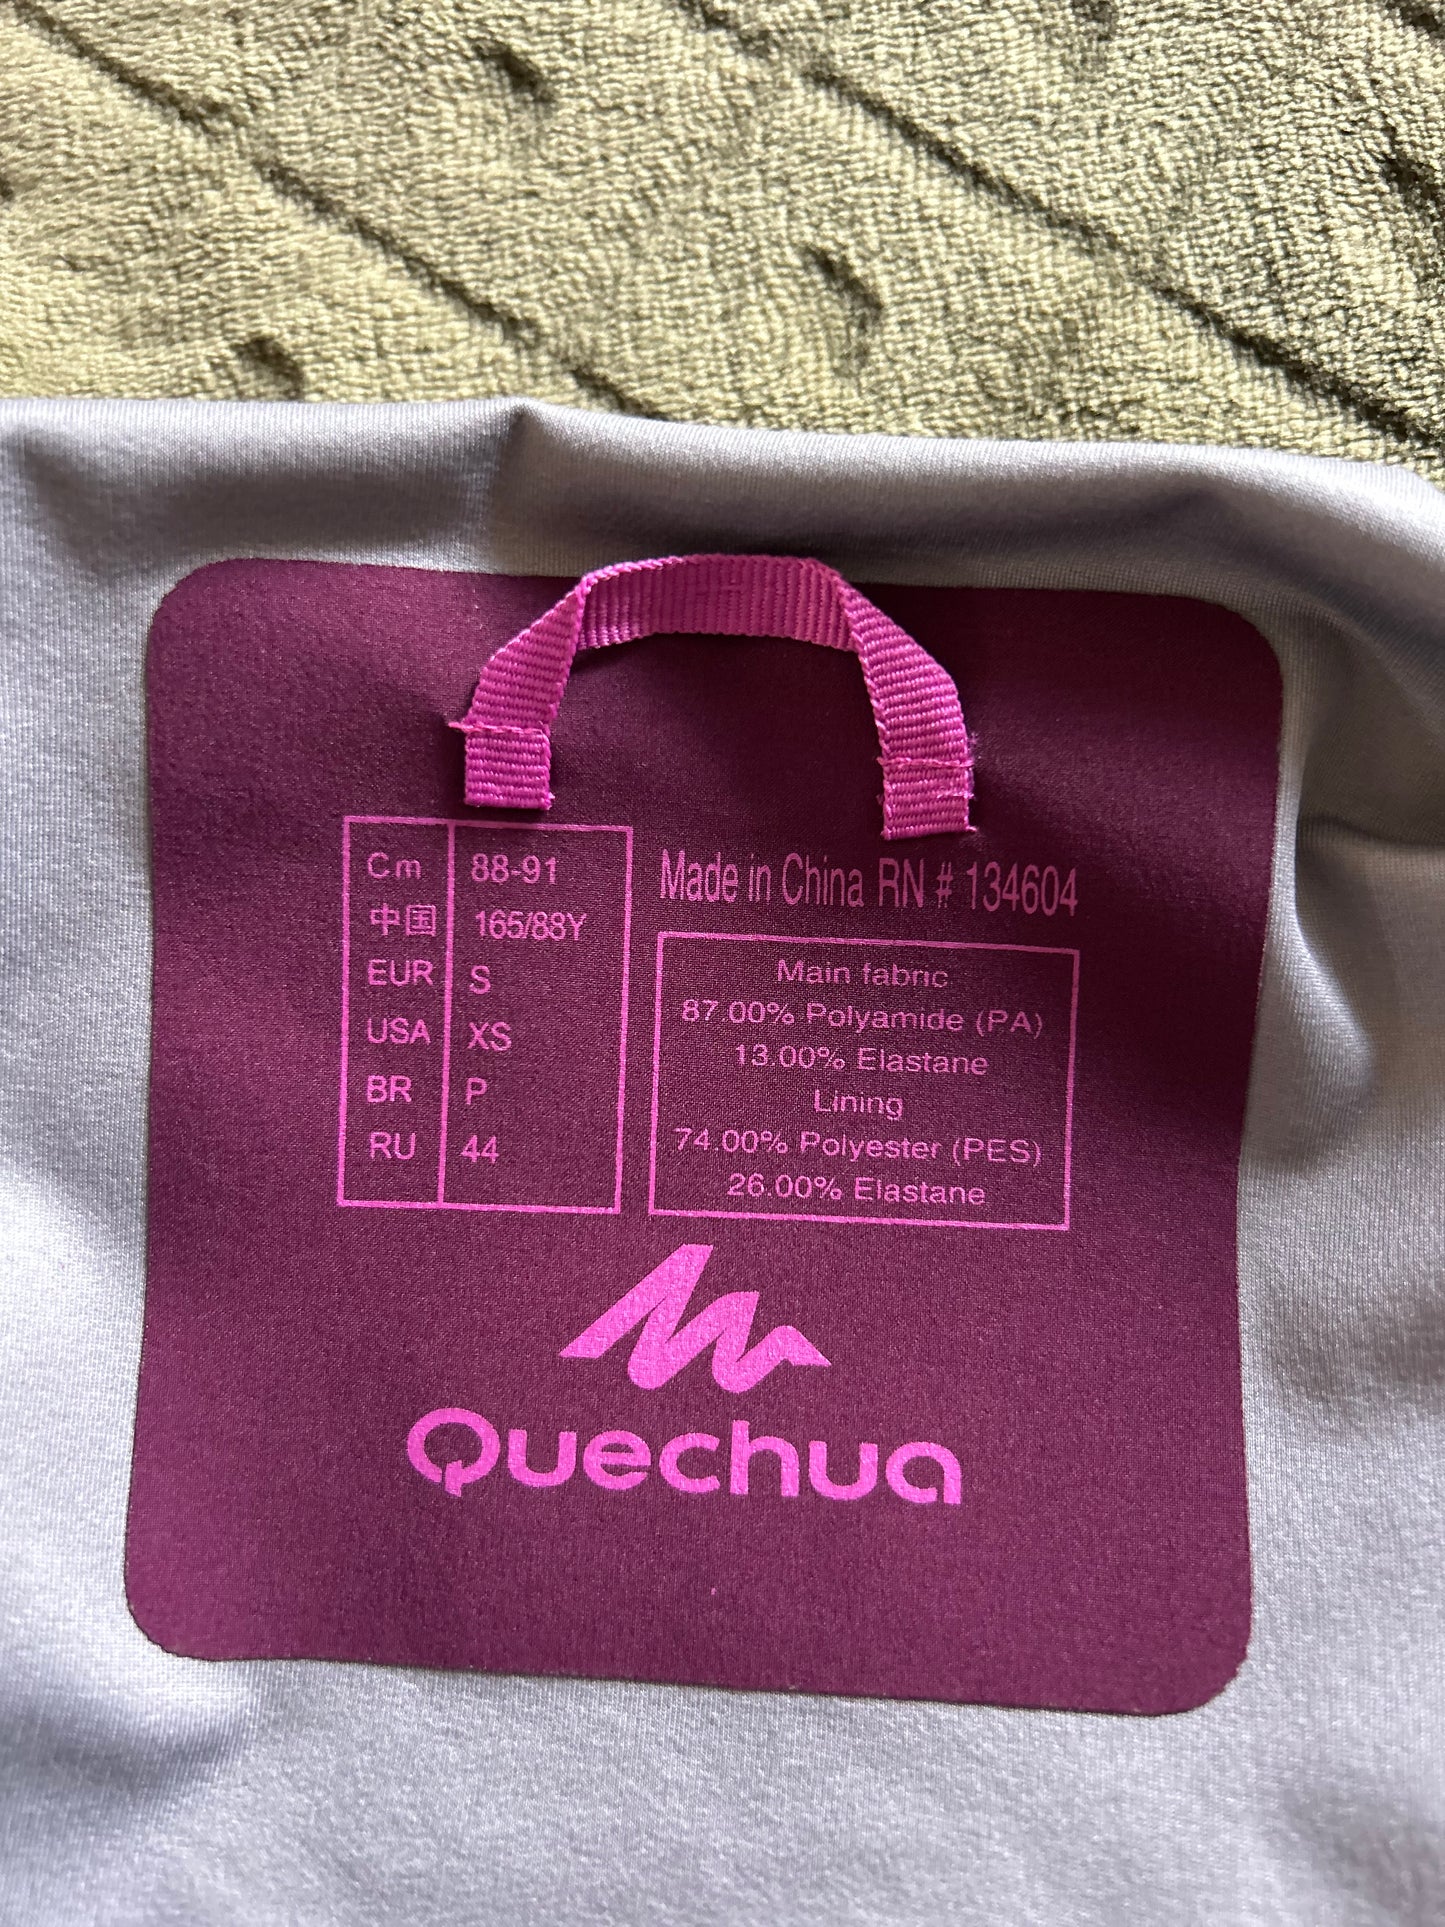 Cm 88-91
中国 165/88Y
EUR S
USA XS
BR P
RU 44
Made in China RN # 134604
Main fabric
87.00% Polyamide (PA)
13.00% Elastane
Lining
74.00% Polyester (PES)
26.00% Elastane
Quechua